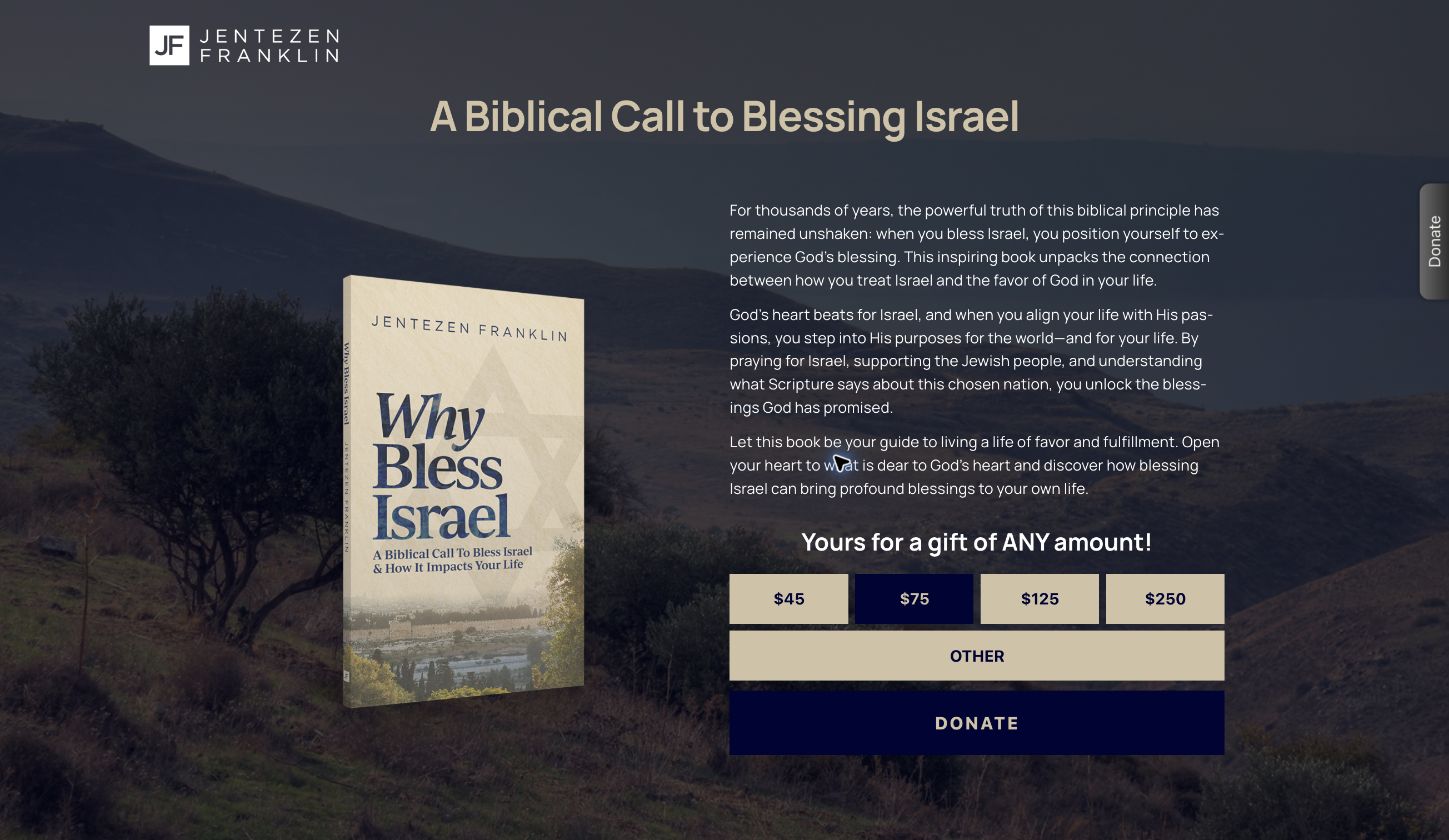 JF
JENTEZEN
FRANKLIN
A Biblical Call to Blessing Israel
Donate
JENTEZEN FRANKLIN
Why
Bless
Israel
A Biblical Call To Bless Israel
& How It Impacts Your Life
Why Bless Israel JENTEZEN FRANKLIN
For thousands of years, the powerful truth of this biblical principle has
remained unshaken: when you bless Israel, you position yourself to ex-
perience God's blessing. This inspiring book unpacks the connection
between how you treat Israel and the favor of God in your life.
God's heart beats for Israel, and when you align your life with His pas-
sions, you step into His purposes for the world—and for your life. By
praying for Israel, supporting the Jewish people, and understanding
what Scripture says about this chosen nation, you unlock the bless-
ings God has promised.
Let this book be your guide to living a life of favor and fulfillment. Open
your heart to what is dear to God's heart and discover how blessing
Israel can bring profound blessings to your own life.
Yours for a gift of ANY amount!
$45 $75 $125 $250
OTHER
DONATE